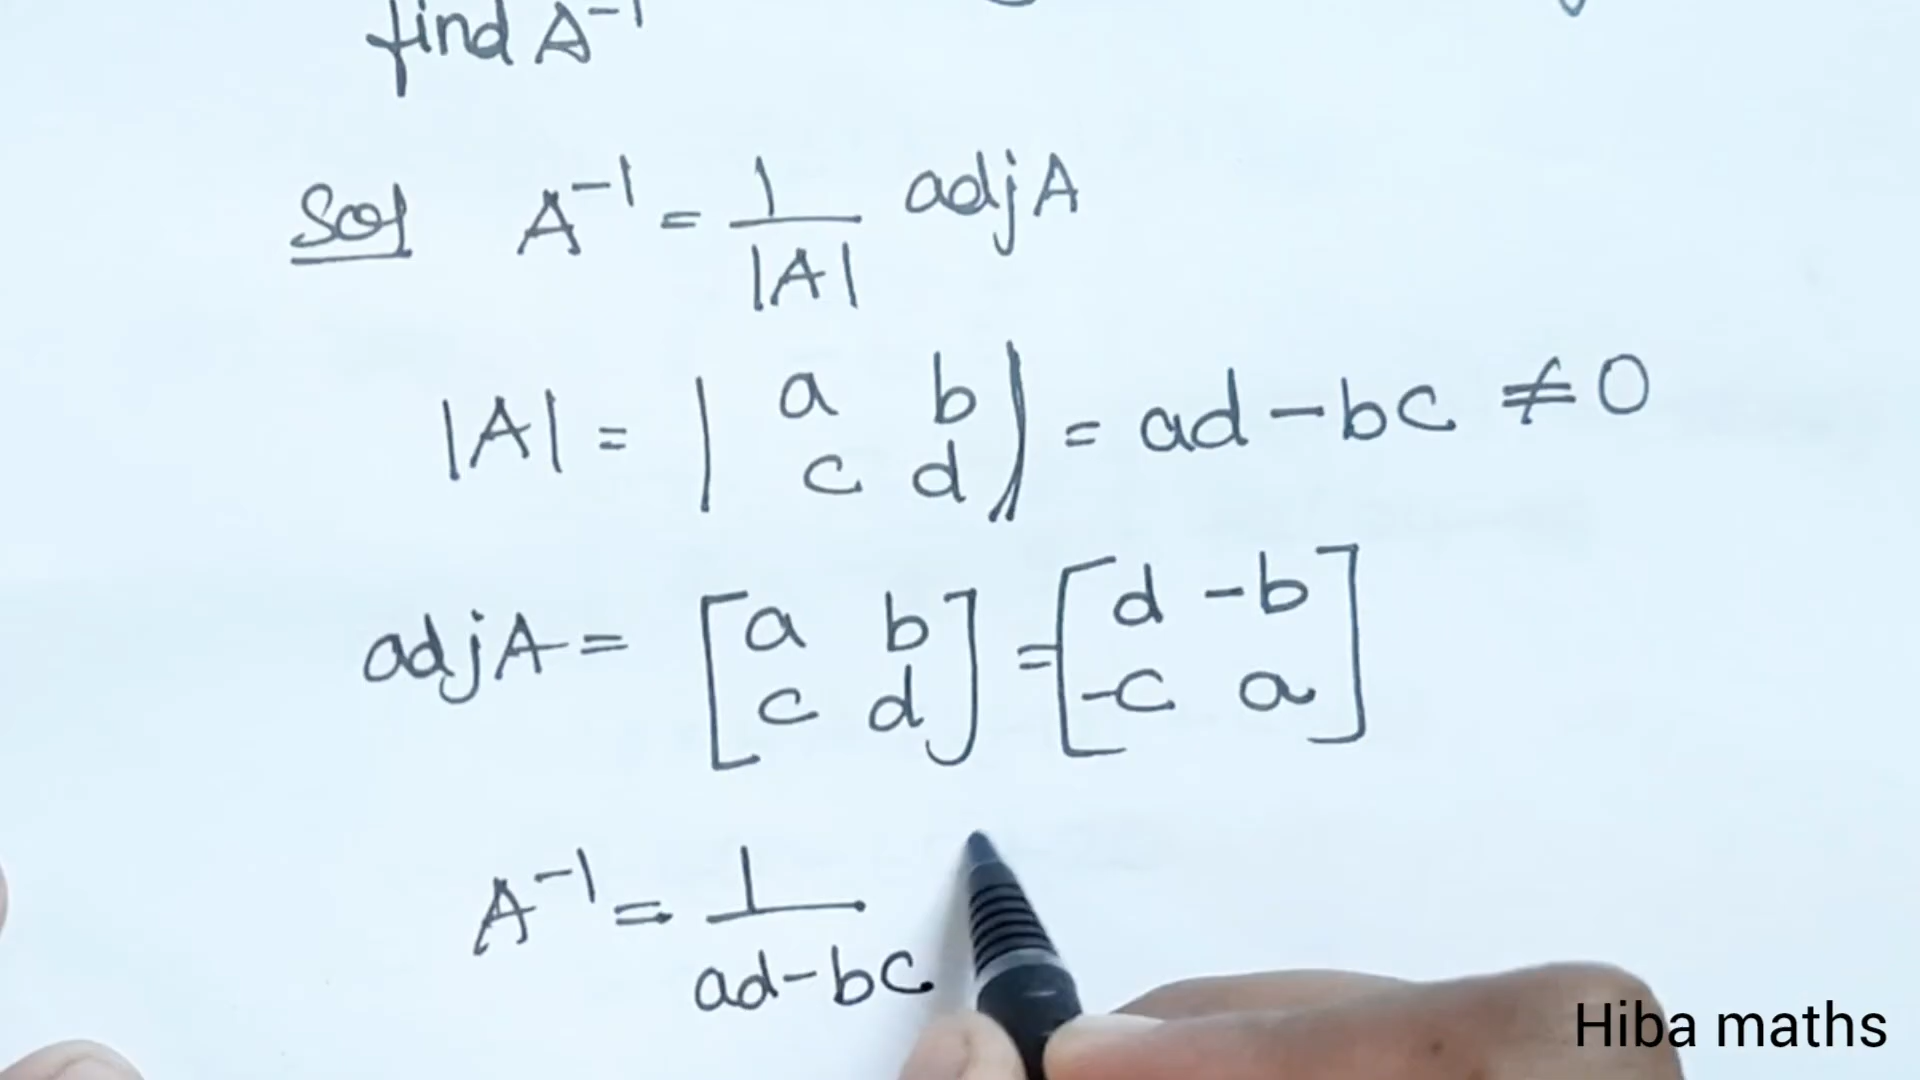 find A⁻¹
Sol A⁻¹ = 1/|A| adj A
|A| = | a b ; c d | = ad - bc ≠ 0
adj A = [ a b ; c d ] = [ d -b ; -c a ]
A⁻¹ = 1/ad-bc
Hiba maths